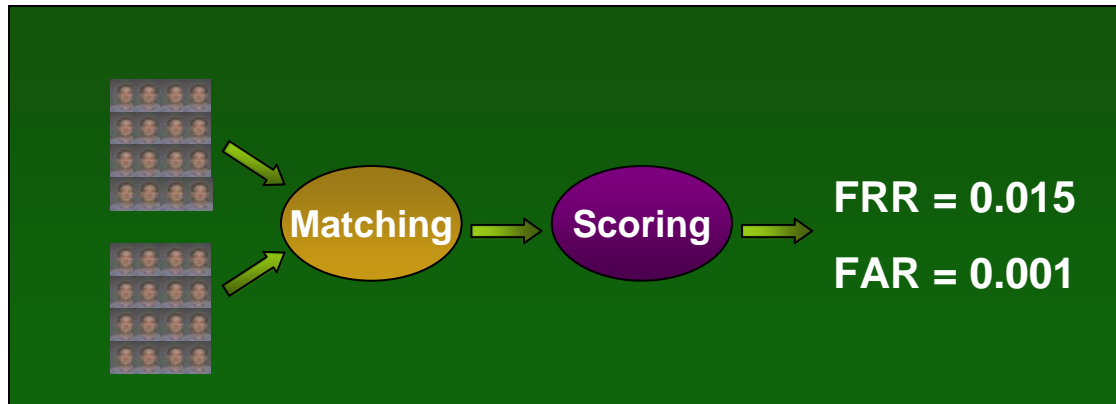 Matching
Scoring
FRR = 0.015
FAR = 0.001